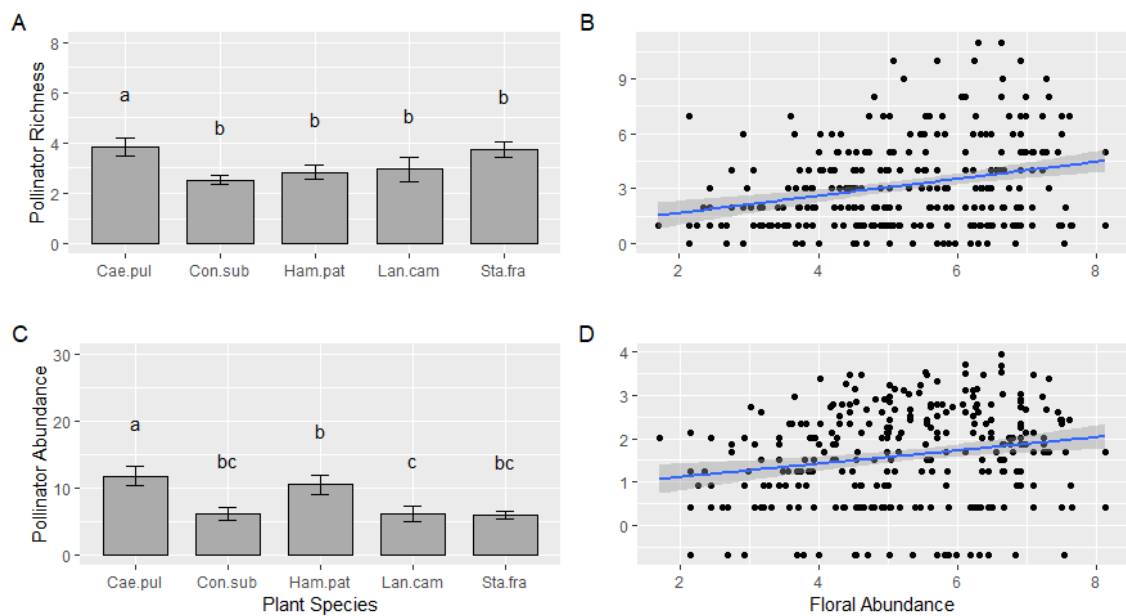 A
Pollinator Richness
8
6
4
2
0
a
b
b
b
b
Cae.pul Con.sub Ham.pat Lan.cam Sta.fra
B
9
6
3
0
2 4 6 8
C
Pollinator Abundance
30
20
10
0
a
bc
b
c
bc
Cae.pul Con.sub Ham.pat Lan.cam Sta.fra
Plant Species
D
4
3
2
1
0
2 4 6 8
Floral Abundance